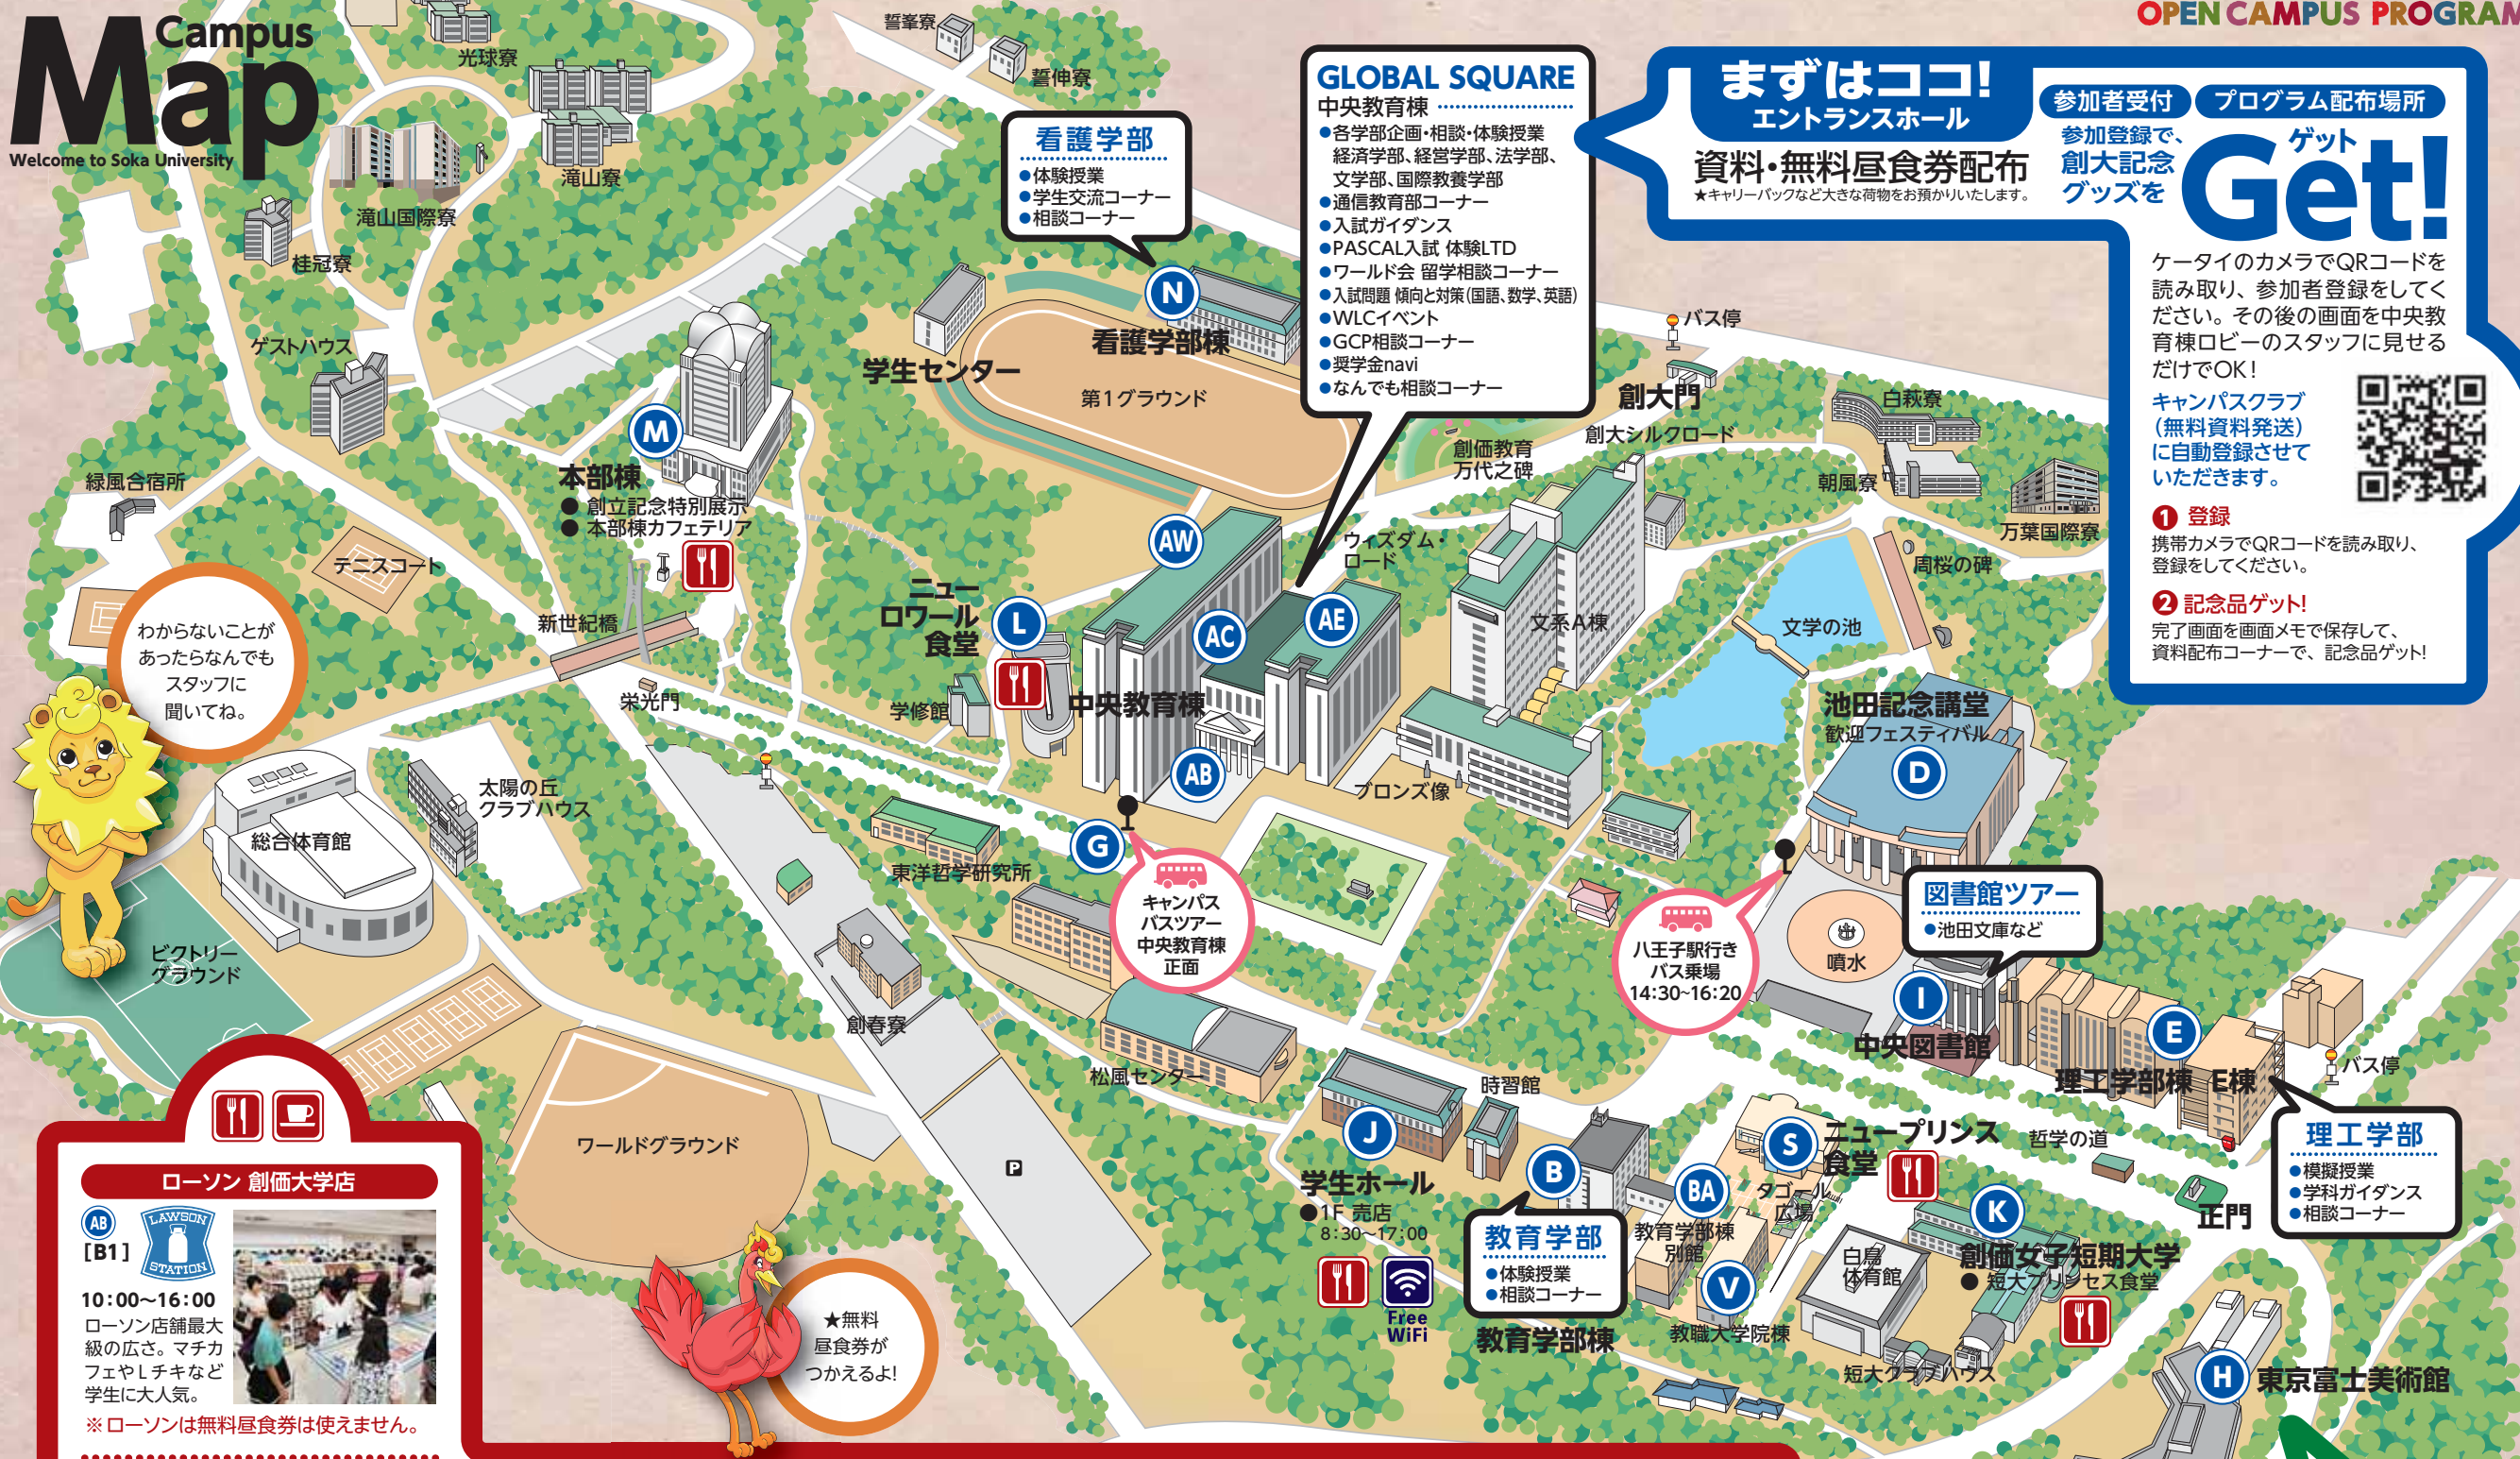 Campus
Map
Welcome to Soka University
OPEN CAMPUS PROGRAM
光球寮
誓峯寮
誓伸寮
滝山寮
滝山国際寮
桂冠寮
ゲストハウス
看護学部
●体験授業
●学生交流コーナー
●相談コーナー
N
看護学部棟
学生センター
第1グラウンド
GLOBAL SQUARE
中央教育棟
●各学部企画・相談・体験授業
経済学部、経営学部、法学部、
文学部、国際教養学部
●通信教育部コーナー
●入試ガイダンス
●PASCAL入試 体験LTD
●ワールド会 留学相談コーナー
●入試問題 傾向と対策(国語、数学、英語)
●WLCイベント
●GCP相談コーナー
●奨学金navi
●なんでも相談コーナー
まずはココ!
エントランスホール
資料・無料昼食券配布
★キャリーバックなど大きな荷物をお預かりいたします。
参加者受付
プログラム配布場所
参加登録で、
創大記念
グッズを
ゲット
Get!
ケータイのカメラでQRコードを
読み取り、参加者登録をしてく
ださい。その後の画面を中央教
育棟ロビーのスタッフに見せる
だけでOK!
キャンパスクラブ
(無料資料発送)
に自動登録させて
いただきます。
1 登録
携帯カメラでQRコードを読み取り、
登録をしてください。
2 記念品ゲット!
完了画面を画面メモで保存して、
資料配布コーナーで、記念品ゲット!
バス停
創大門
創大シルクロード
白萩寮
朝風寮
万葉国際寮
周桜の碑
創価教育
万代之碑
M
本部棟
● 創立記念特別展示
● 本部棟カフェテリア
緑風合宿所
テニスコート
新世紀橋
栄光門
わからないことが
あったらなんでも
スタッフに
聞いてね。
AW
ウィズダム・
ロード
AC
AE
文系A棟
文学の池
ニュー
ロワール
食堂
L
学修館
中央教育棟
AB
ブロンズ像
G
キャンパス
バスツアー
中央教育棟
正面
池田記念講堂
歓迎フェスティバル
D
太陽の丘
クラブハウス
総合体育館
ビクトリー
グラウンド
東洋哲学研究所
創春寮
松風センター
八王子駅行き
バス乗場
14:30~16:20
噴水
図書館ツアー
●池田文庫など
I
中央図書館
E
理工学部棟 E棟
バス停
理工学部
●模擬授業
●学科ガイダンス
●相談コーナー
ワールドグラウンド
P
時習館
J
学生ホール
●1F 売店
8:30～17:00
Free
WiFi
B
教育学部
●体験授業
●相談コーナー
教育学部棟
BA
教育学部棟
別館
V
教職大学院棟
S
ニュープリンス
食堂
タゴール
広場
哲学の道
正門
白鳥
体育館
K
創価女子短期大学
● 短大プリンセス食堂
短大クラブハウス
H
東京富士美術館
ローソン 創価大学店
AB
[B1]
LAWSON
STATION
10:00～16:00
ローソン店舗最大
級の広さ。マチカ
フェやLチキなど
学生に大人気。
※ローソンは無料昼食券は使えません。
★無料
昼食券が
つかえるよ!